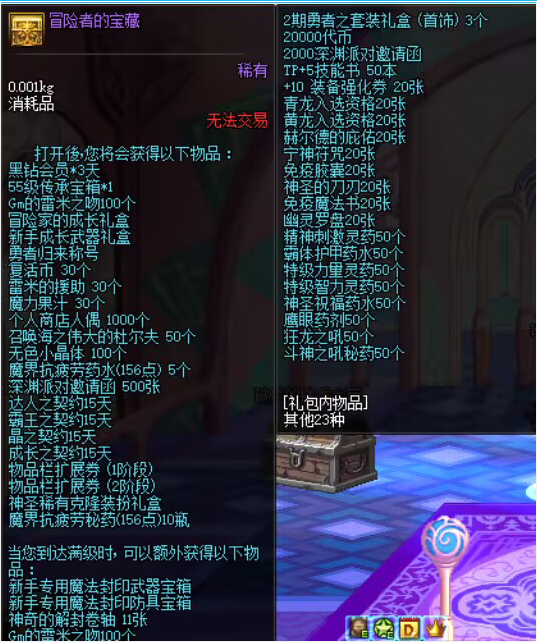 冒险者的宝藏
稀有
0.001kg
消耗品
无法交易
打开後,您将会获得以下物品：
黑钻会员*3天
55级传承宝箱*1
Gm的雷米之吻100个
冒险家的成长礼盒
新手成长武器礼盒
勇者归来称号
复活币 30个
雷米的援助 30个
魔力果汁 30个
个人商店人偶 1000个
召唤海之伟大的杜尔夫 50个
无色小晶体 100个
魔界抗疲劳药水(156点) 5个
深渊派对邀请函 500张
达人之契约15天
霸王之契约15天
晶之契约15天
成长之契约15天
物品栏扩展券 (1阶段)
物品栏扩展券 (2阶段)
神圣稀有克隆装扮礼盒
魔界抗疲劳秘药(156点)10瓶
当您到达满级时，可以额外获得以下物
品：
新手专用魔法封印武器宝箱
新手专用魔法封印防具宝箱
神奇的解封卷轴 11张
Gm的雷米之吻100个
2期勇者之套装礼盒 (首饰) 3个
20000代币
2000深渊派对邀请函
TP+5技能书 50本
+10 装备强化券 20张
青龙入选资格20张
黄龙入选资格20张
赫尔德的庇佑20张
宁神符咒20张
免疫胶囊20张
神圣的刀刃20张
免疫魔法书20张
幽灵罗盘20张
精神刺激灵药50个
霸体护甲药水50个
特级力量灵药50个
特级智力灵药50个
神圣祝福药水50个
鹰眼药剂50个
狂龙之吼50个
斗神之吼秘药50个
[礼包内物品]
其他23种